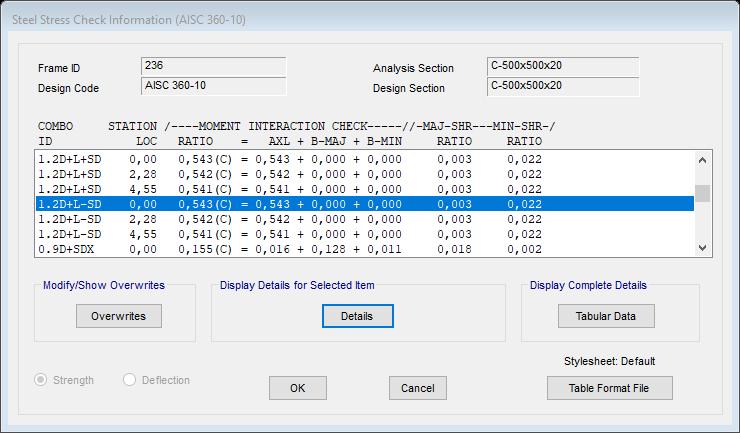 Steel Stress Check Information (AISC 360-10)
Frame ID 236 Analysis Section C-500x500x20
Design Code AISC 360-10 Design Section C-500x500x20
COMBO STATION /----MOMENT INTERACTION CHECK-----//-MAJ-SHR---MIN-SHR-/
ID LOC RATIO = AXL + B-MAJ + B-MIN RATIO RATIO
1.2D+L+SD 0,00 0,543(C) = 0,543 + 0,000 + 0,000 0,003 0,022
1.2D+L+SD 2,28 0,542(C) = 0,542 + 0,000 + 0,000 0,003 0,022
1.2D+L+SD 4,55 0,541(C) = 0,541 + 0,000 + 0,000 0,003 0,022
1.2D+L-SD 0,00 0,543(C) = 0,543 + 0,000 + 0,000 0,003 0,022
1.2D+L-SD 2,28 0,542(C) = 0,542 + 0,000 + 0,000 0,003 0,022
1.2D+L-SD 4,55 0,541(C) = 0,541 + 0,000 + 0,000 0,003 0,022
0.9D+SDX 0,00 0,155(C) = 0,016 + 0,128 + 0,011 0,018 0,002
Modify/Show Overwrites Display Details for Selected Item Display Complete Details
Overwrites Details Tabular Data
Stylesheet: Default
Strength Deflection OK Cancel Table Format File